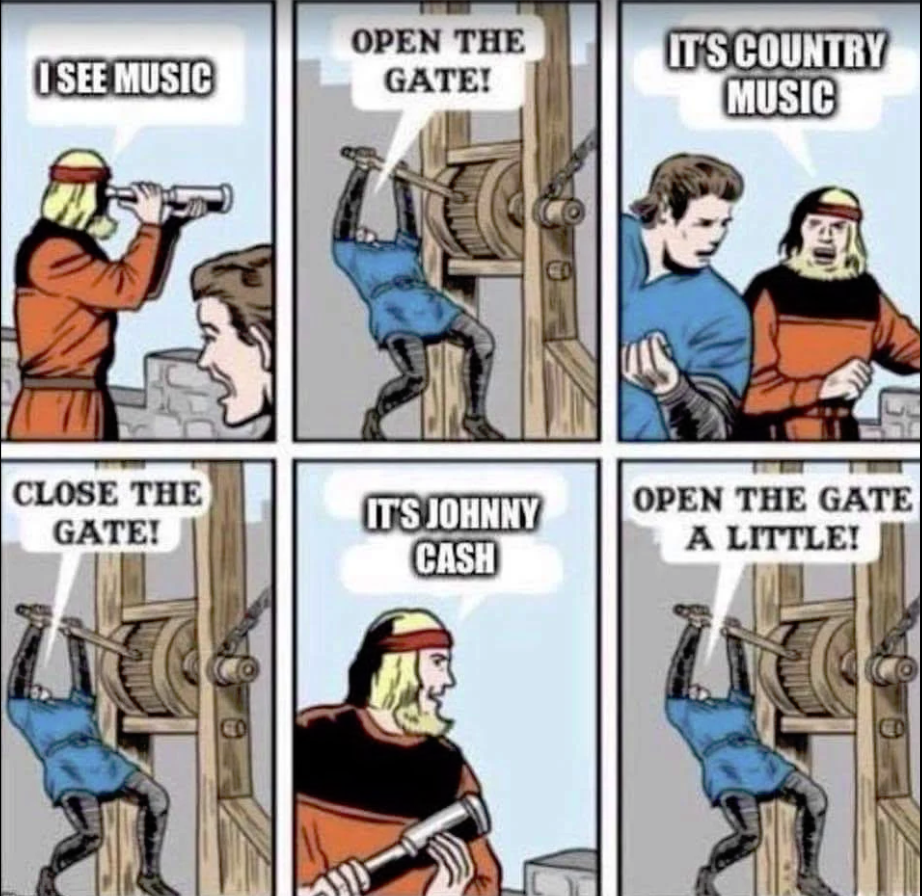 I SEE MUSIC
OPEN THE
GATE!
IT'S COUNTRY
MUSIC
CLOSE THE
GATE!
IT'S JOHNNY
CASH
OPEN THE GATE
A LITTLE!